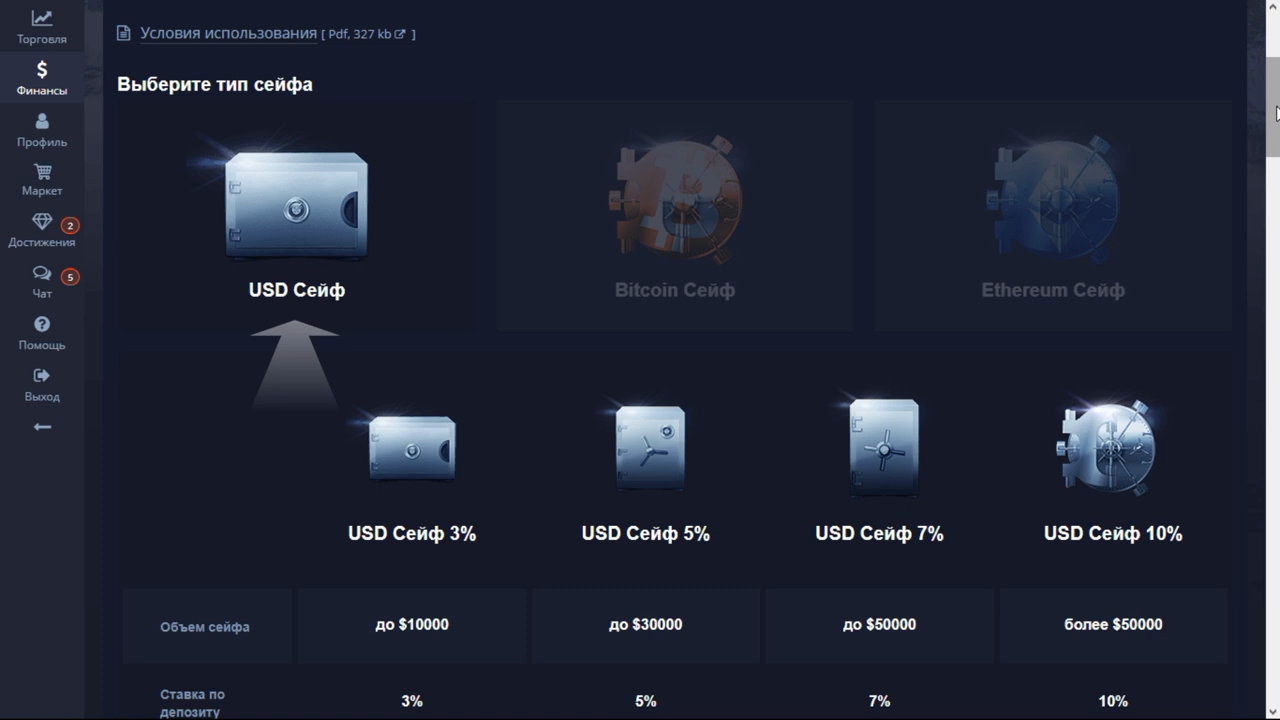 Торговля
Финансы
Профиль
Маркет
2
Достижения
5
Чат
Помощь
Выход
Условия использования [ Pdf, 327 kb ]
Выберите тип сейфа
USD Сейф
Bitcoin Сейф
Ethereum Сейф
USD Сейф 3%
USD Сейф 5%
USD Сейф 7%
USD Сейф 10%
Объем сейфа
до $10000
до $30000
до $50000
более $50000
Ставка по
депозиту
3%
5%
7%
10%